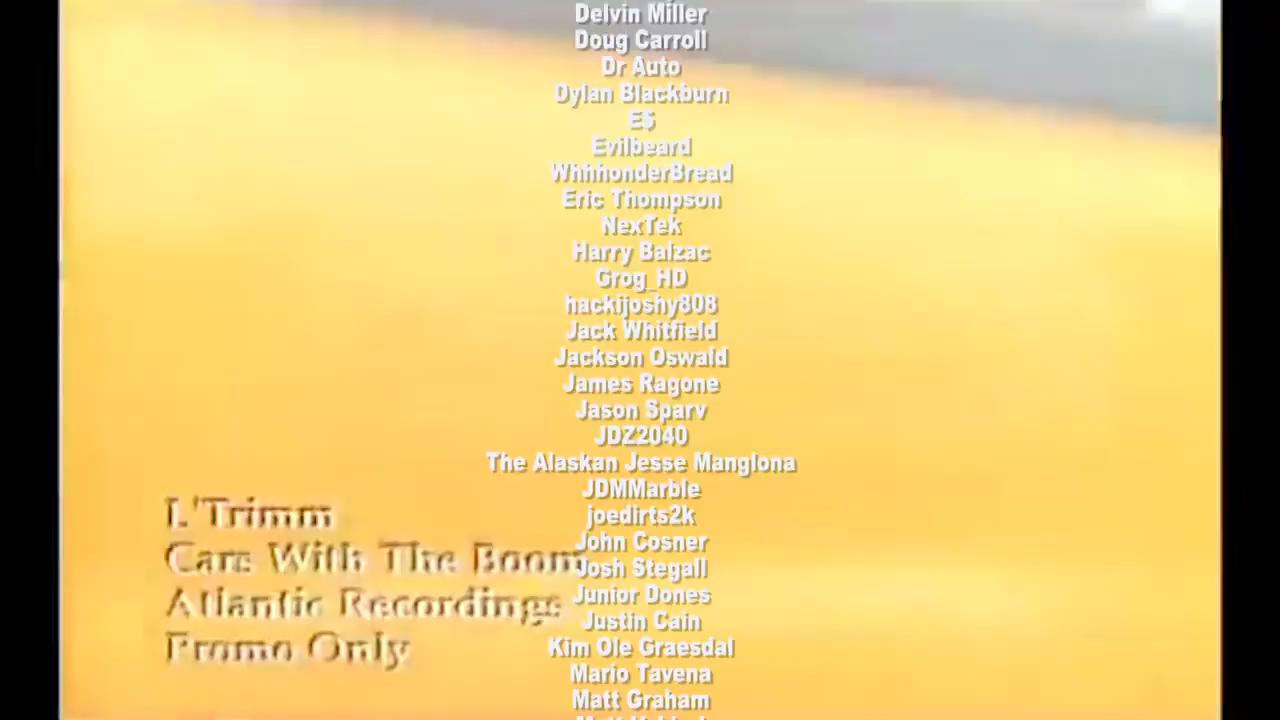 Delvin Miller
Doug Carroll
Dr Auto
Dylan Blackburn
E$
Evilbeard
WhhhonderBread
Eric Thompson
NexTek
Harry Balzac
Grog_HD
hackijoshy808
Jack Whitfield
Jackson Oswald
James Ragone
Jason Sparv
JDZ2040
The Alaskan Jesse Manglona
JDMMarble
joedirts2k
John Cosner
Josh Stegall
Junior Dones
Justin Cain
Kim Ole Graesdal
Mario Tavena
Matt Graham
L'Trimm
Cars With The Boom
Atlantic Recordings
Promo Only